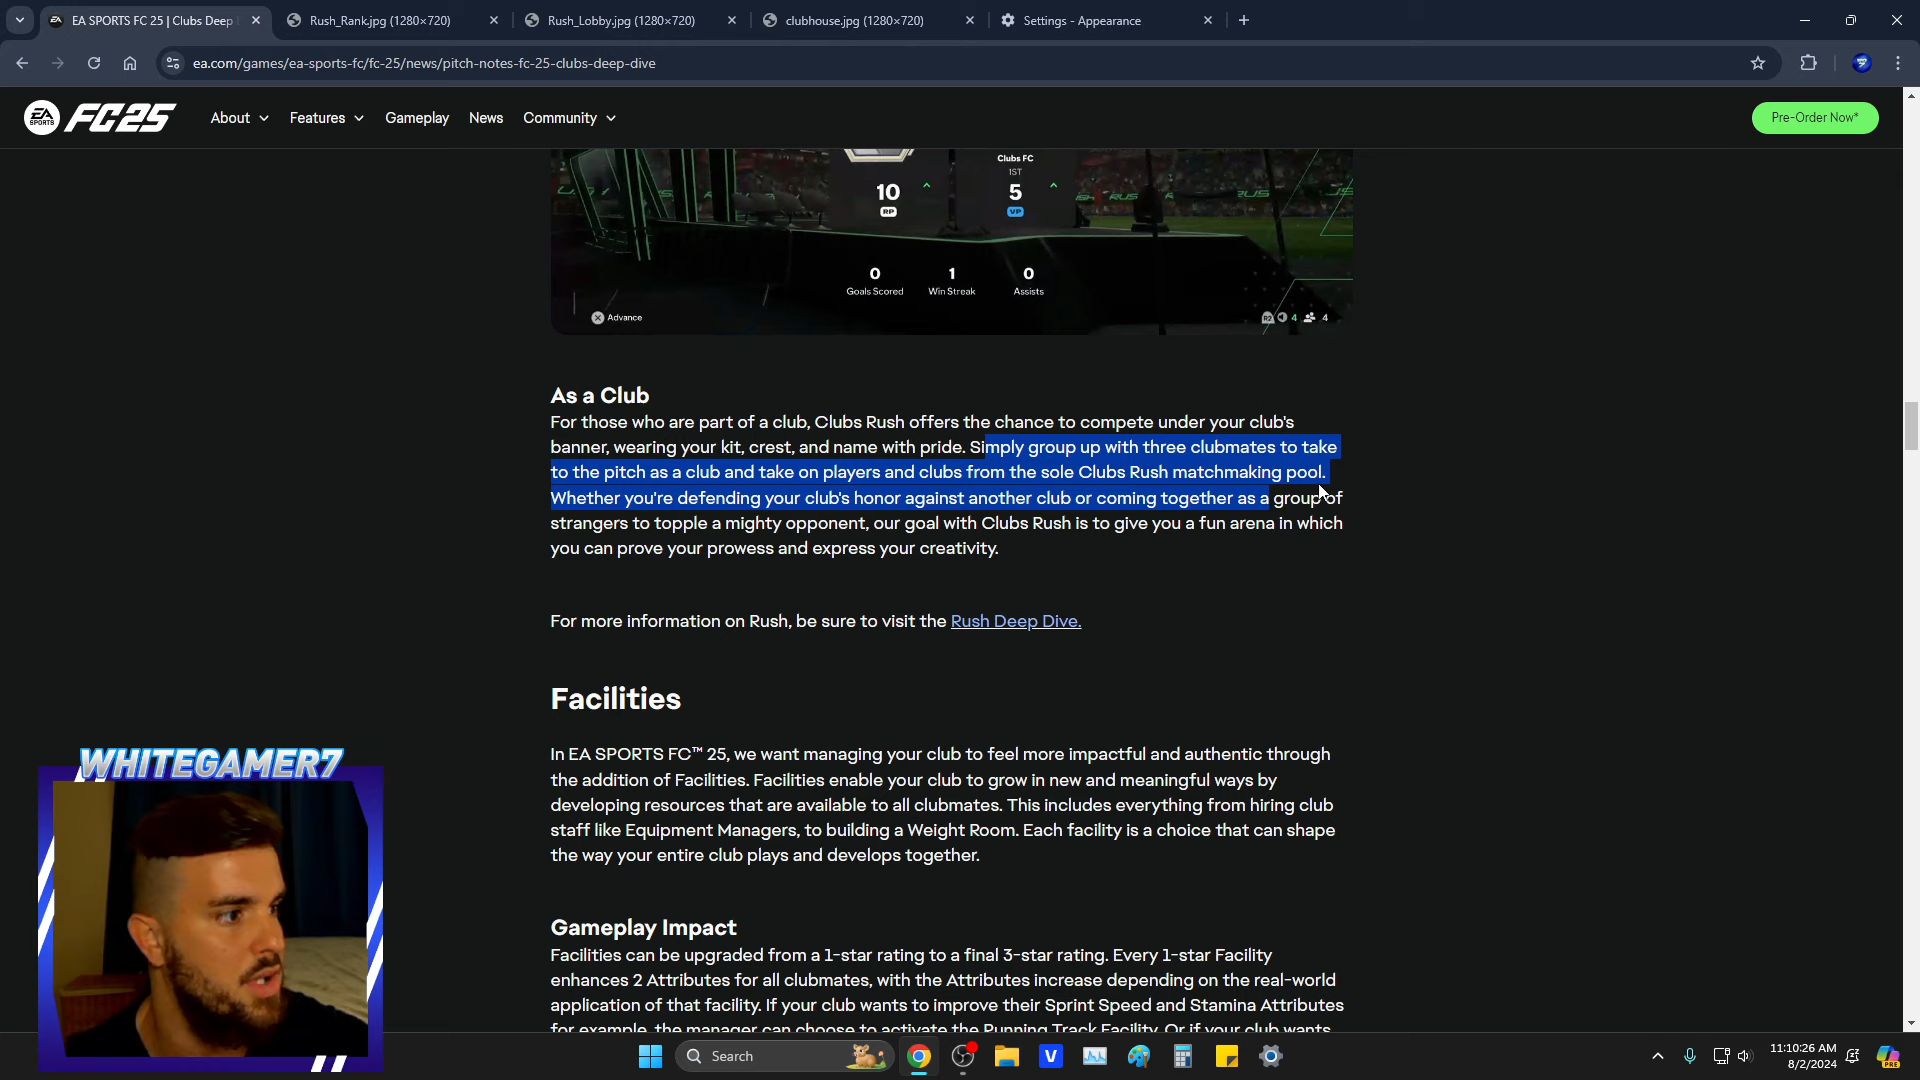 EA SPORTS FC 25 | Clubs Deep
Rush_Rank.jpg (1280×720)
Rush_Lobby.jpg (1280×720)
clubhouse.jpg (1280×720)
Settings - Appearance
ea.com/games/ea-sports-fc/fc-25/news/pitch-notes-fc-25-clubs-deep-dive
EA SPORTS FC25
About
Features
Gameplay
News
Community
Pre-Order Now*
Clubs FC
1ST
10
5
RP
VP
0
1
0
Goals Scored
Win Streak
Assists
Advance
R2
4
4
As a Club
For those who are part of a club, Clubs Rush offers the chance to compete under your club's
banner, wearing your kit, crest, and name with pride. Simply group up with three clubmates to take
to the pitch as a club and take on players and clubs from the sole Clubs Rush matchmaking pool.
Whether you're defending your club's honor against another club or coming together as a group of
strangers to topple a mighty opponent, our goal with Clubs Rush is to give you a fun arena in which
you can prove your prowess and express your creativity.
For more information on Rush, be sure to visit the Rush Deep Dive.
Facilities
In EA SPORTS FC™ 25, we want managing your club to feel more impactful and authentic through
the addition of Facilities. Facilities enable your club to grow in new and meaningful ways by
developing resources that are available to all clubmates. This includes everything from hiring club
staff like Equipment Managers, to building a Weight Room. Each facility is a choice that can shape
the way your entire club plays and develops together.
Gameplay Impact
Facilities can be upgraded from a 1-star rating to a final 3-star rating. Every 1-star Facility
enhances 2 Attributes for all clubmates, with the Attributes increase depending on the real-world
application of that facility. If your club wants to improve their Sprint Speed and Stamina Attributes
for example, the manager can choose to activate the Running Track Facility. Or if your club wants
WHITEGAMER7
Search
11:10:26 AM
8/2/2024
PRE